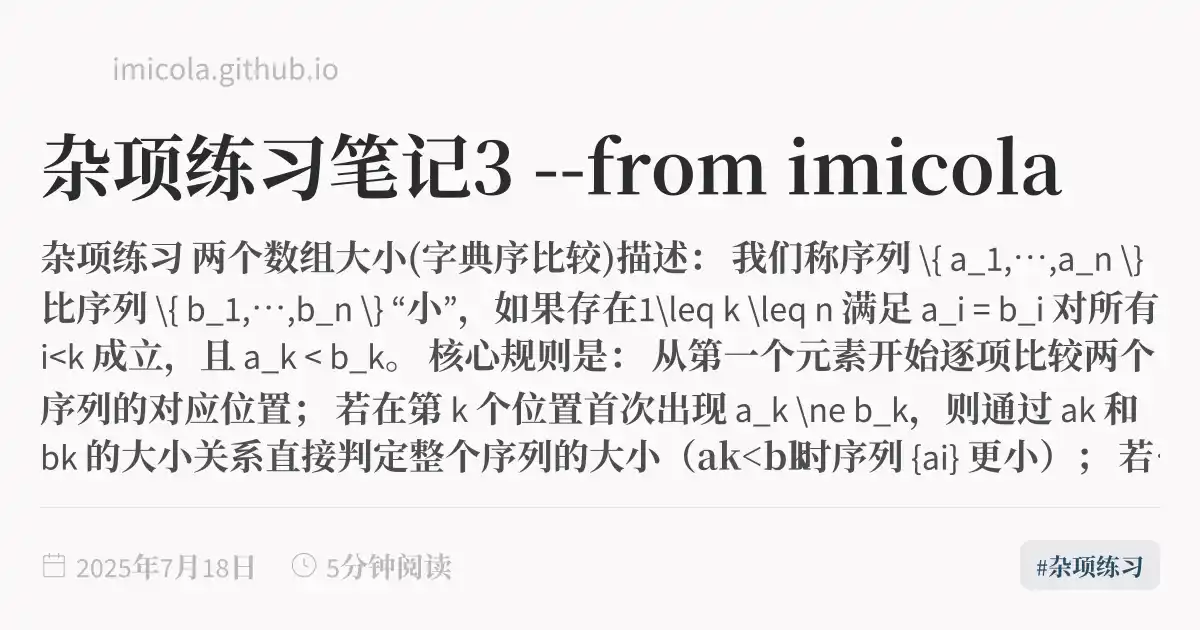 imicola.github.io
杂项练习笔记3 --from imicola
杂项练习 两个数组大小(字典序比较)描述： 我们称序列 \{ a_1,⋯,a_n \}
比序列 \{ b_1,⋯,b_n \} “小”，如果存在1\leq k \leq n 满足 a_i = b_i 对所有
i<k 成立，且 a_k < b_k。 核心规则是： 从第一个元素开始逐项比较两个
序列的对应位置； 若在第 k 个位置首次出现 a_k \ne b_k，则通过 ak 和
bk 的大小关系直接判定整个序列的大小（ak<bk时序列 {ai} 更小）； 若
2025年7月18日
5分钟阅读
#杂项练习